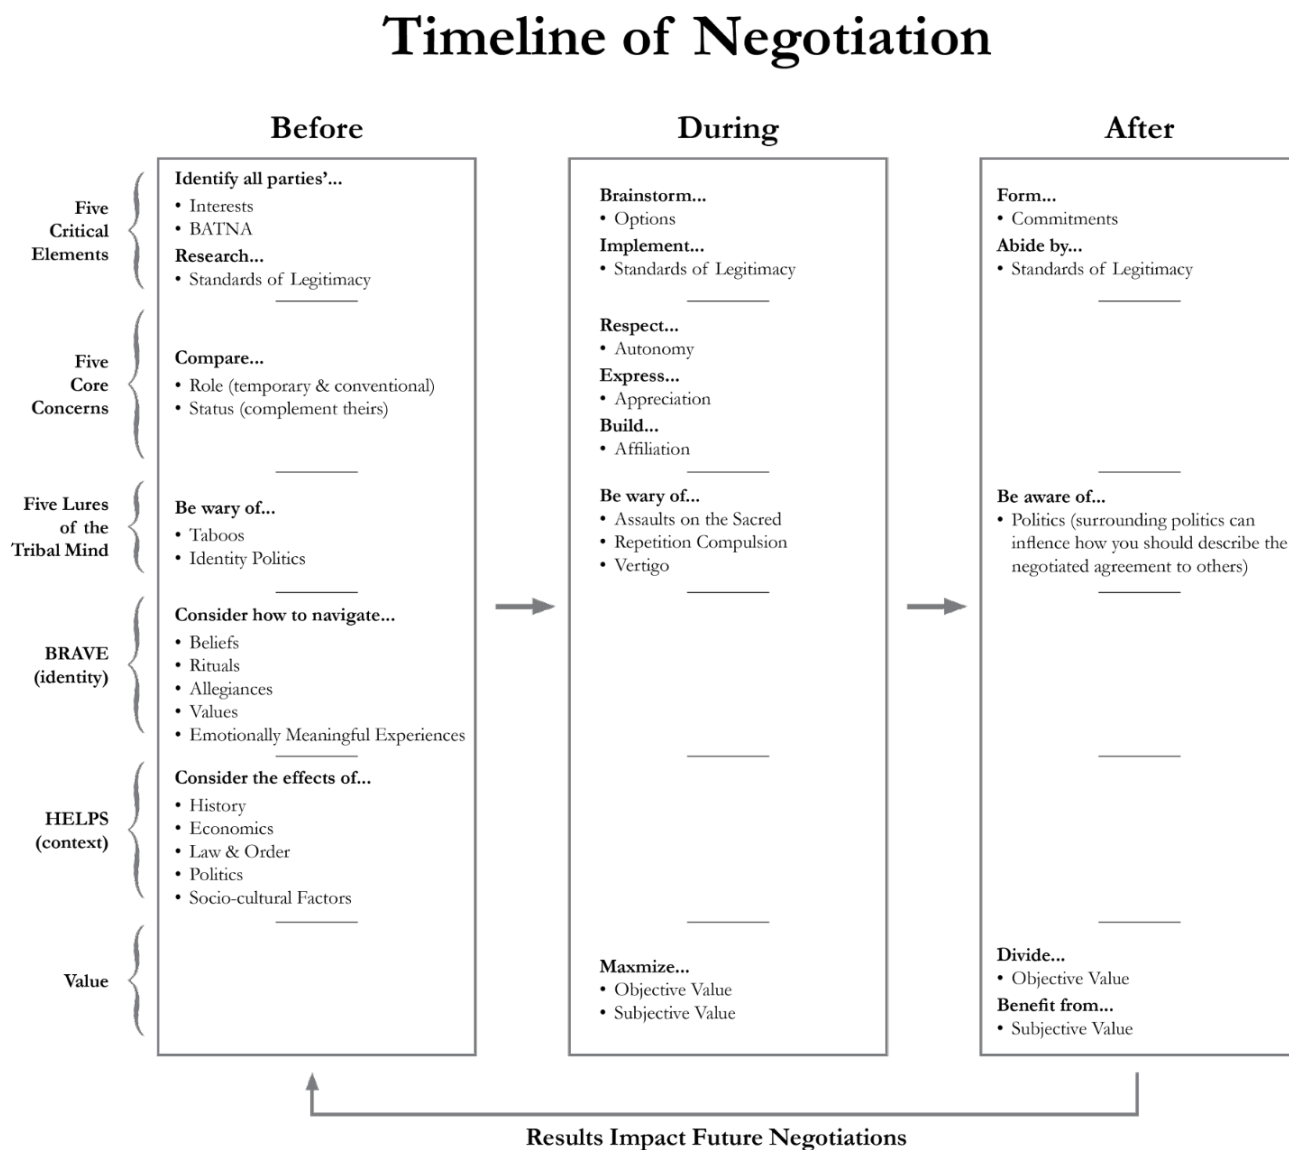 Timeline of Negotiation
Before
During
After
Five
Critical
Elements
Identify all parties’...
• Interests
• BATNA
Research...
• Standards of Legitimacy
Brainstorm...
• Options
Implement...
• Standards of Legitimacy
Form...
• Commitments
Abide by...
• Standards of Legitimacy
Five
Core
Concerns
Compare...
• Role (temporary & conventional)
• Status (complement theirs)
Respect...
• Autonomy
Express...
• Appreciation
Build...
• Affiliation
Five Lures
of the
Tribal Mind
Be wary of...
• Taboos
• Identity Politics
Be wary of...
• Assaults on the Sacred
• Repetition Compulsion
• Vertigo
Be aware of...
• Politics (surrounding politics can
inflence how you should describe the
negotiated agreement to others)
BRAVE
(identity)
Consider how to navigate...
• Beliefs
• Rituals
• Allegiances
• Values
• Emotionally Meaningful Experiences
HELPS
(context)
Consider the effects of...
• History
• Economics
• Law & Order
• Politics
• Socio-cultural Factors
Value
Maxmize...
• Objective Value
• Subjective Value
Divide...
• Objective Value
Benefit from...
• Subjective Value
Results Impact Future Negotiations